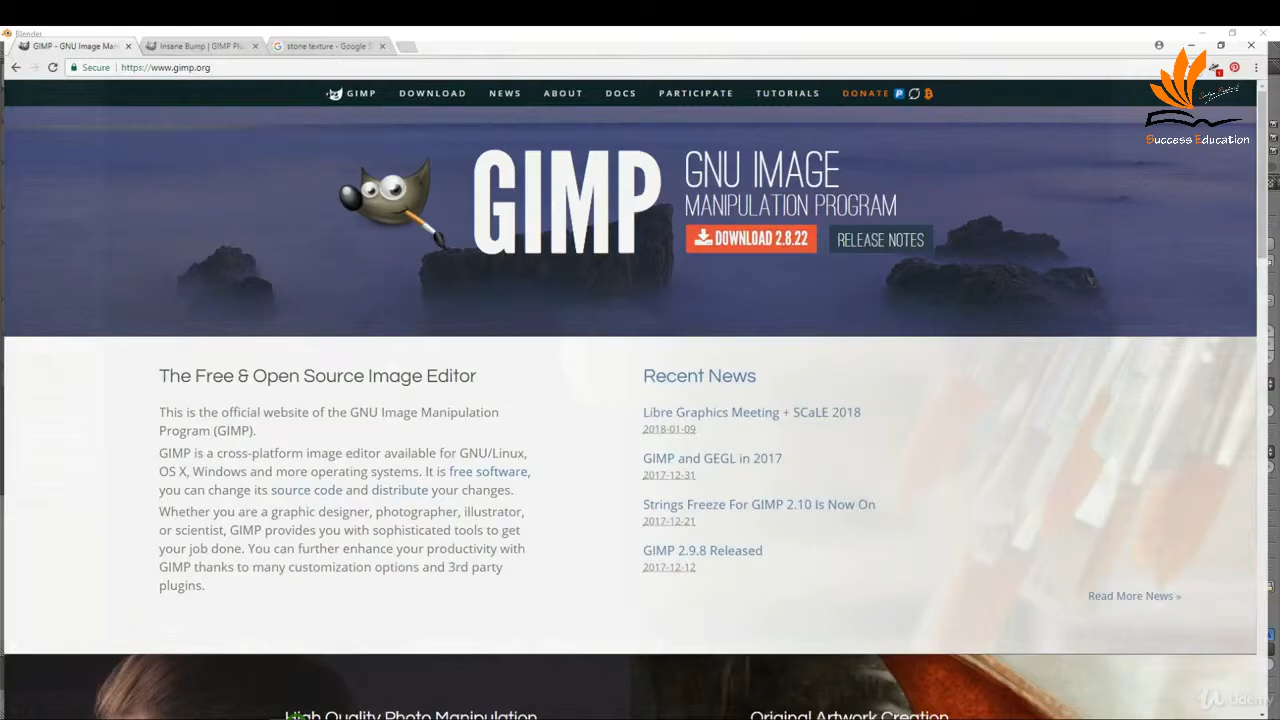 Blender
GIMP - GNU Image Man
Insane Bump | GIMP Plu
stone texture - Google S
Secure
https://www.gimp.org
GIMP
DOWNLOAD
NEWS
ABOUT
DOCS
PARTICIPATE
TUTORIALS
DONATE
GIMP
GNU IMAGE
MANIPULATION PROGRAM
DOWNLOAD 2.8.22
RELEASE NOTES
Success Education
The Free & Open Source Image Editor
This is the official website of the GNU Image Manipulation
Program (GIMP).
GIMP is a cross-platform image editor available for GNU/Linux,
OS X, Windows and more operating systems. It is free software,
you can change its source code and distribute your changes.
Whether you are a graphic designer, photographer, illustrator,
or scientist, GIMP provides you with sophisticated tools to get
your job done. You can further enhance your productivity with
GIMP thanks to many customization options and 3rd party
plugins.
Recent News
Libre Graphics Meeting + SCaLE 2018
2018-01-09
GIMP and GEGL in 2017
2017-12-31
Strings Freeze For GIMP 2.10 Is Now On
2017-12-21
GIMP 2.9.8 Released
2017-12-12
Read More News »
High Quality Photo Manipulation
Original Artwork Creation
Udemy